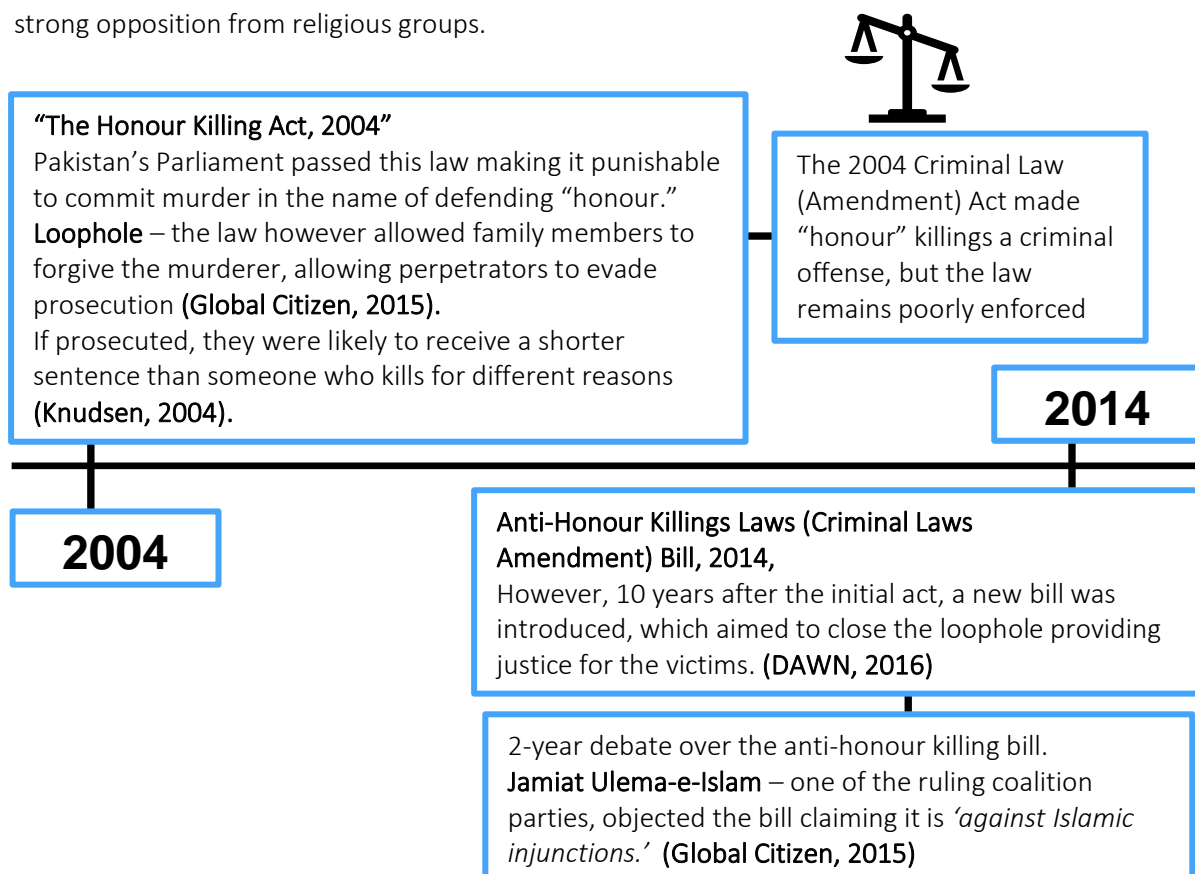 strong opposition from religious groups.
“The Honour Killing Act, 2004”
Pakistan’s Parliament passed this law making it punishable
to commit murder in the name of defending “honour.”
Loophole – the law however allowed family members to
forgive the murderer, allowing perpetrators to evade
prosecution (Global Citizen, 2015).
If prosecuted, they were likely to receive a shorter
sentence than someone who kills for different reasons
(Knudsen, 2004).
The 2004 Criminal Law
(Amendment) Act made
“honour” killings a criminal
offense, but the law
remains poorly enforced
2014
2004
Anti-Honour Killings Laws (Criminal Laws
Amendment) Bill, 2014,
However, 10 years after the initial act, a new bill was
introduced, which aimed to close the loophole providing
justice for the victims. (DAWN, 2016)
2-year debate over the anti-honour killing bill.
Jamiat Ulema-e-Islam – one of the ruling coalition
parties, objected the bill claiming it is ‘against Islamic
injunctions.’ (Global Citizen, 2015)